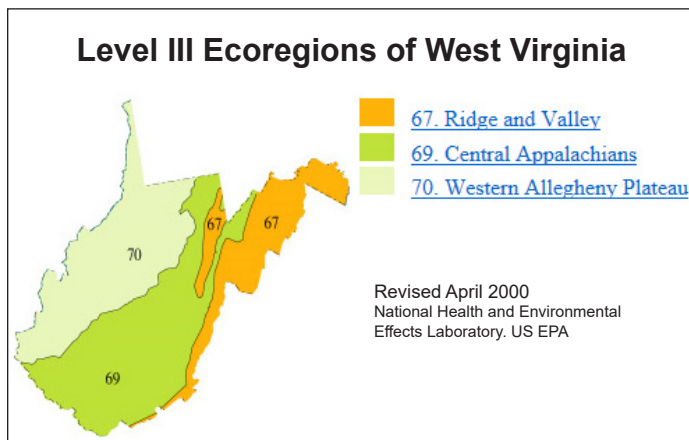 Level III Ecoregions of West Virginia
67. Ridge and Valley
69. Central Appalachians
70. Western Allegheny Plateau
67
67
70
69
Revised April 2000
National Health and Environmental
Effects Laboratory. US EPA